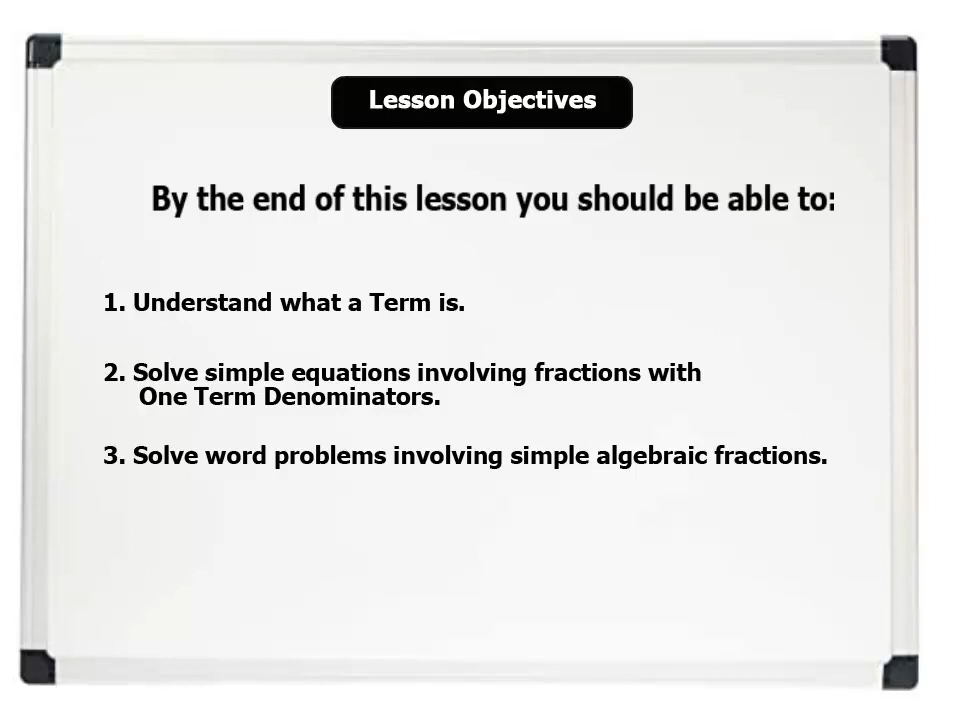 Lesson Objectives
By the end of this lesson you should be able to:
1. Understand what a Term is.
2. Solve simple equations involving fractions with
One Term Denominators.
3. Solve word problems involving simple algebraic fractions.